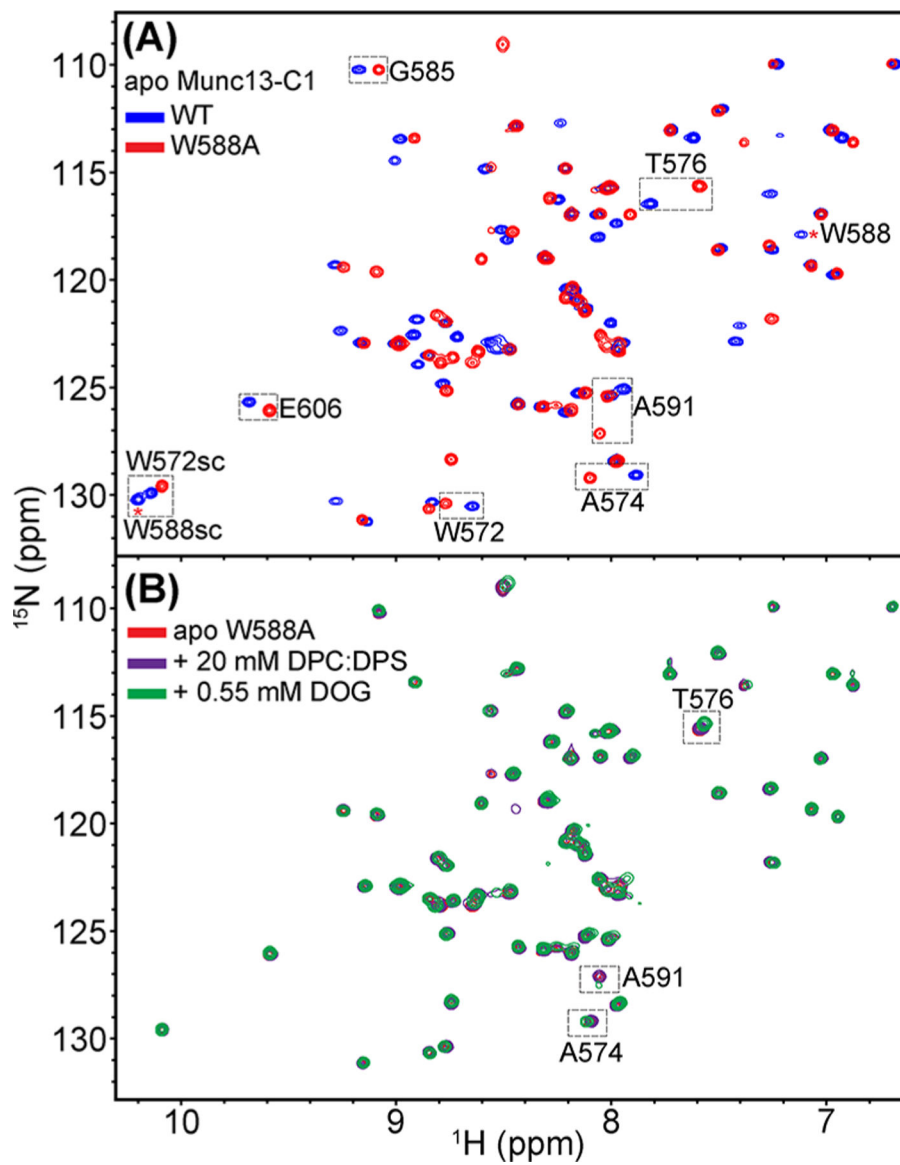 (A)
apo Munc13-C1
WT
W588A
G585
T576
* W588
A591
E606
A574
W572sc
*
W588sc
W572
110
115
120
125
130
¹⁵N (ppm)
(B)
apo W588A
+ 20 mM DPC:DPS
+ 0.55 mM DOG
T576
A591
A574
110
115
120
125
130
10 9 8 7
¹H (ppm)